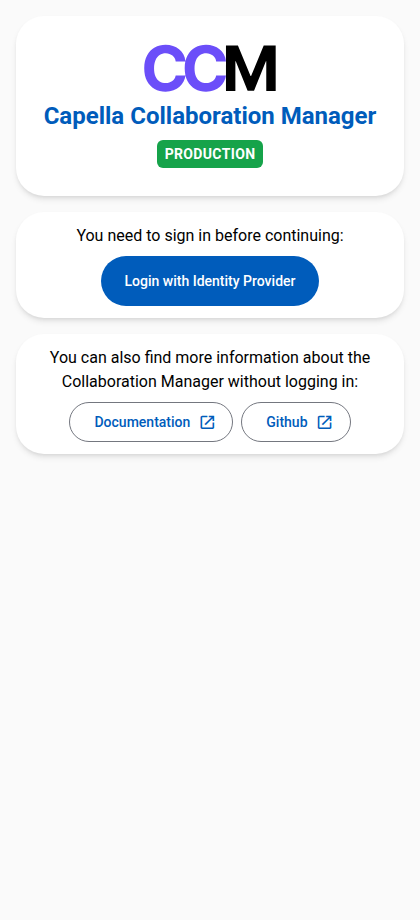 CCM
Capella Collaboration Manager
PRODUCTION
You need to sign in before continuing:
Login with Identity Provider
You can also find more information about the
Collaboration Manager without logging in:
Documentation
Github